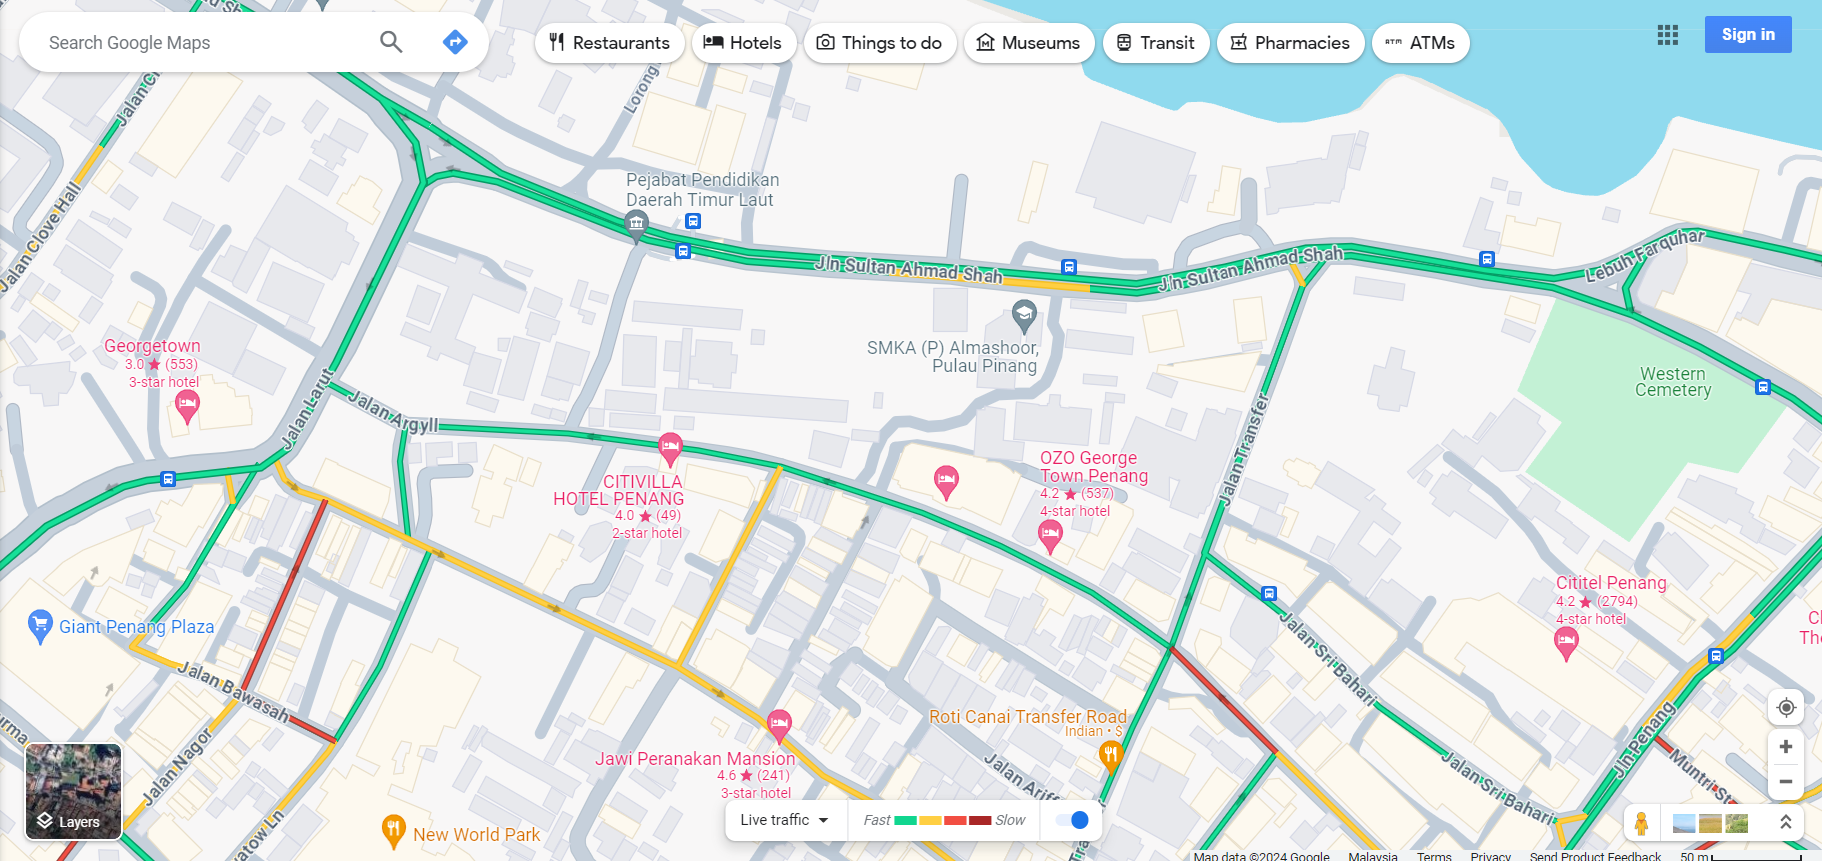 Search Google Maps
Restaurants
Hotels
Things to do
Museums
Transit
Pharmacies
ATM
ATMs
Sign in
Jalan Clove Hall
Pejabat Pendidikan
Daerah Timur Laut
Jln Sultan Ahmad Shah
Jln Sultan Ahmad Shah
Lebuh Farquhar
Georgetown
3.0 ★ (553)
3-star hotel
SMKA (P) Almashoor,
Pulau Pinang
Western
Cemetery
Jalan Larut
Jalan Argyll
Jalan Transfer
CITIVILLA
HOTEL PENANG
4.0 ★ (49)
2-star hotel
OZO George
Town Penang
4.2 ★ (537)
4-star hotel
Cititel Penang
4.2 ★ (2794)
4-star hotel
Giant Penang Plaza
Jalan Bawasah
Jalan Sri Bahari
Roti Canai Transfer Road
Indian • $
Jawi Peranakan Mansion
4.6 ★ (241)
3-star hotel
Jalan Nagor
Jln Penang
Jalan Sri Bahari
New World Park
Layers
Live traffic
Fast
Slow
Map data ©2024 Google
Malaysia
Terms
Privacy
Send Product Feedback
50 m